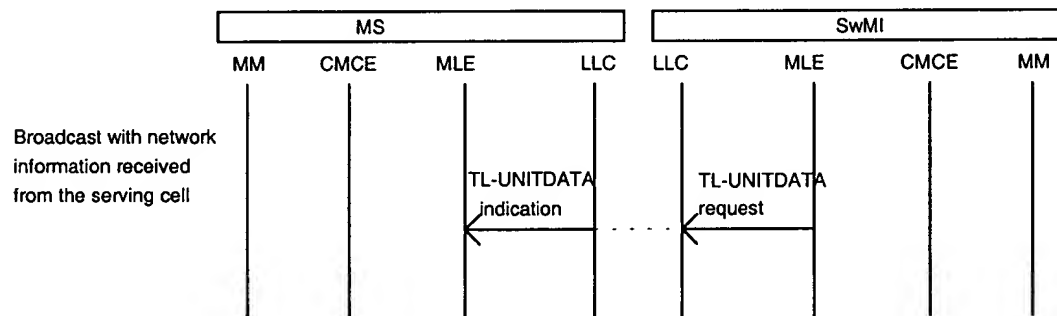 MS
SwMI
MM CMCE MLE LLC LLC MLE CMCE MM
Broadcast with network
information received
from the serving cell
TL-UNITDATA
indication
TL-UNITDATA
request